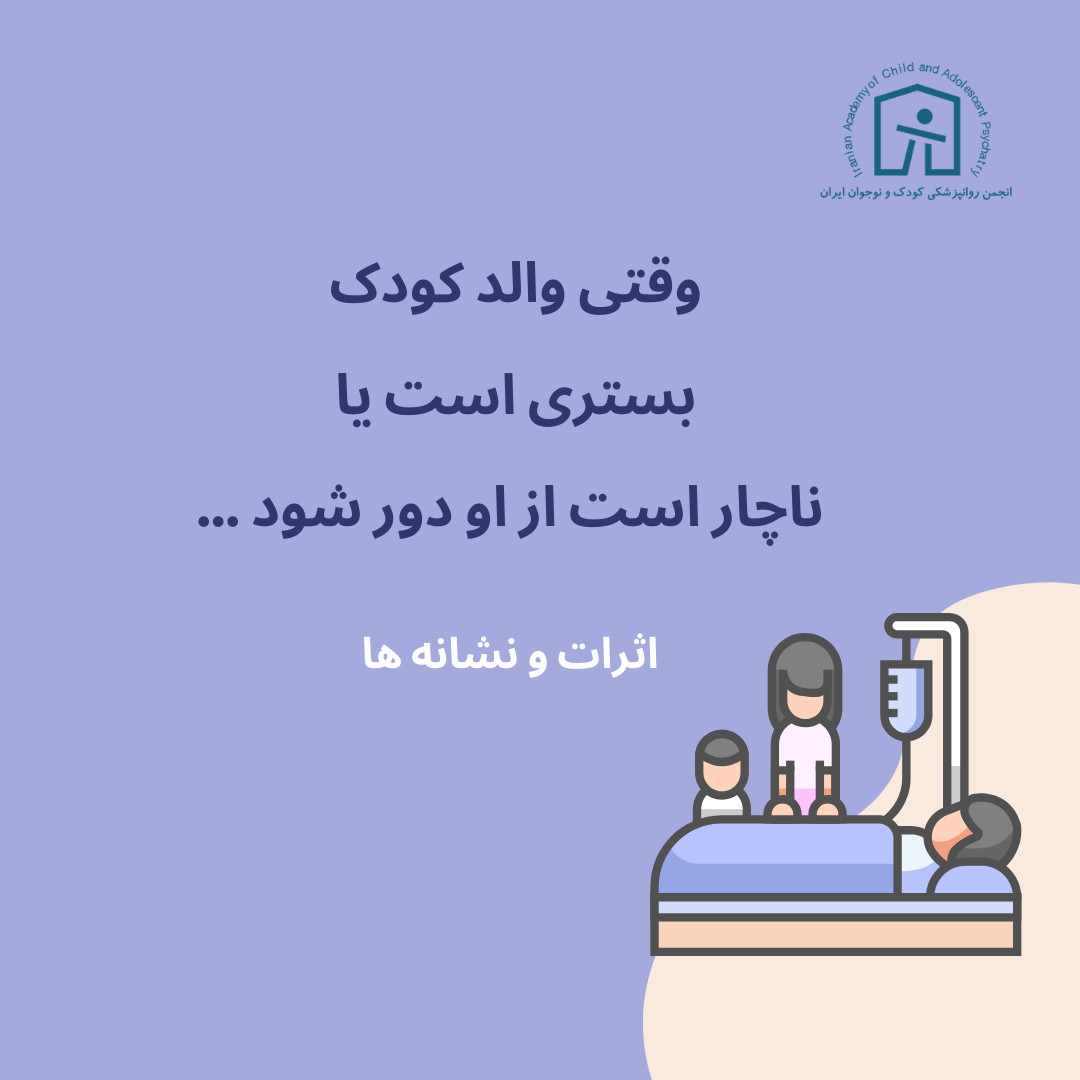 Iranian Academy of Child and Adolescent Psychatry
انجمن روانپزشکی کودک و نوجوان ایران
وقتی والد کودک
بستری است یا
ناچار است از او دور شود ...
اثرات و نشانه ها